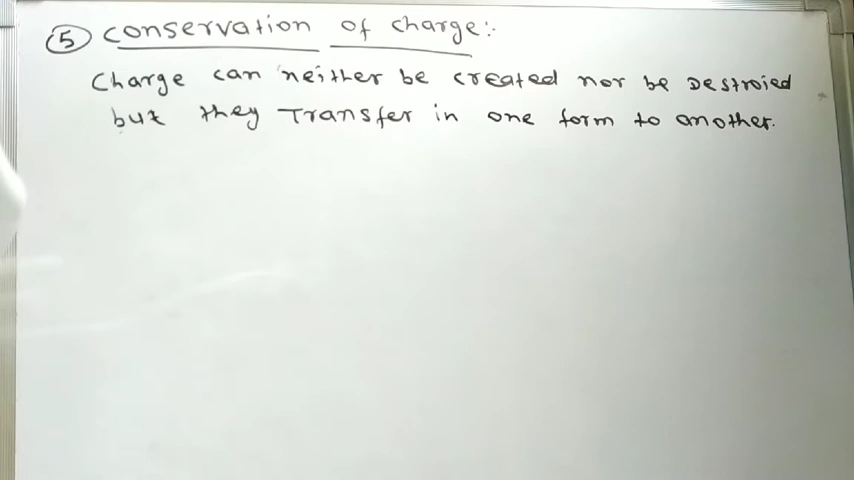 ⑤ conservation of charge:-
Charge can neither be created nor be Destroied
but they Transfer in one form to another.